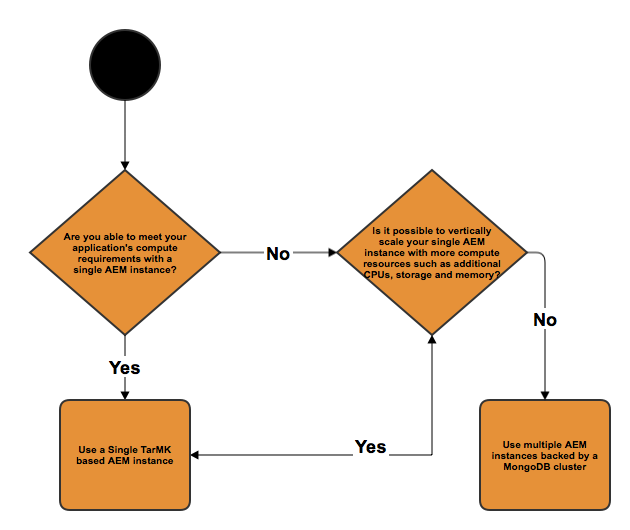 Are you able to meet your
application's compute
requirements with a
single AEM instance?
No
Is it possible to vertically
scale your single AEM
instance with more compute
resources such as additional
CPUs, storage and memory?
Yes
No
Use a Single TarMK
based AEM instance
Yes
Use multiple AEM
instances backed by a
MongoDB cluster